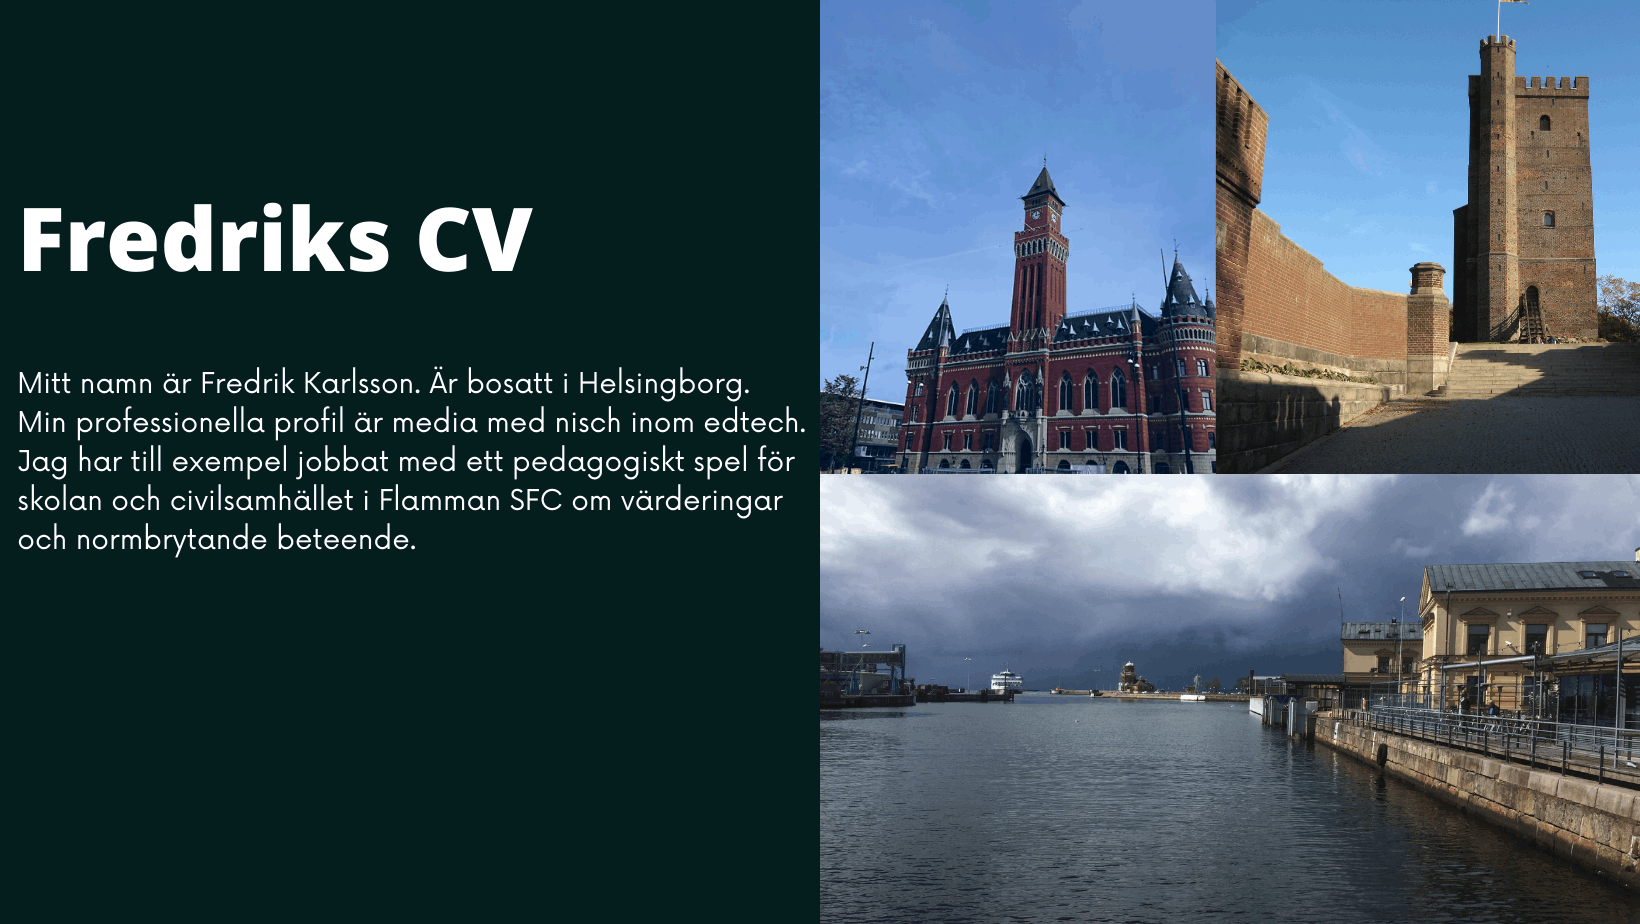 Fredriks CV
Mitt namn är Fredrik Karlsson. Är bosatt i Helsingborg.
Min professionella profil är media med nisch inom edtech.
Jag har till exempel jobbat med ett pedagogiskt spel för
skolan och civilsamhället i Flamman SFC om värderingar
och normbrytande beteende.